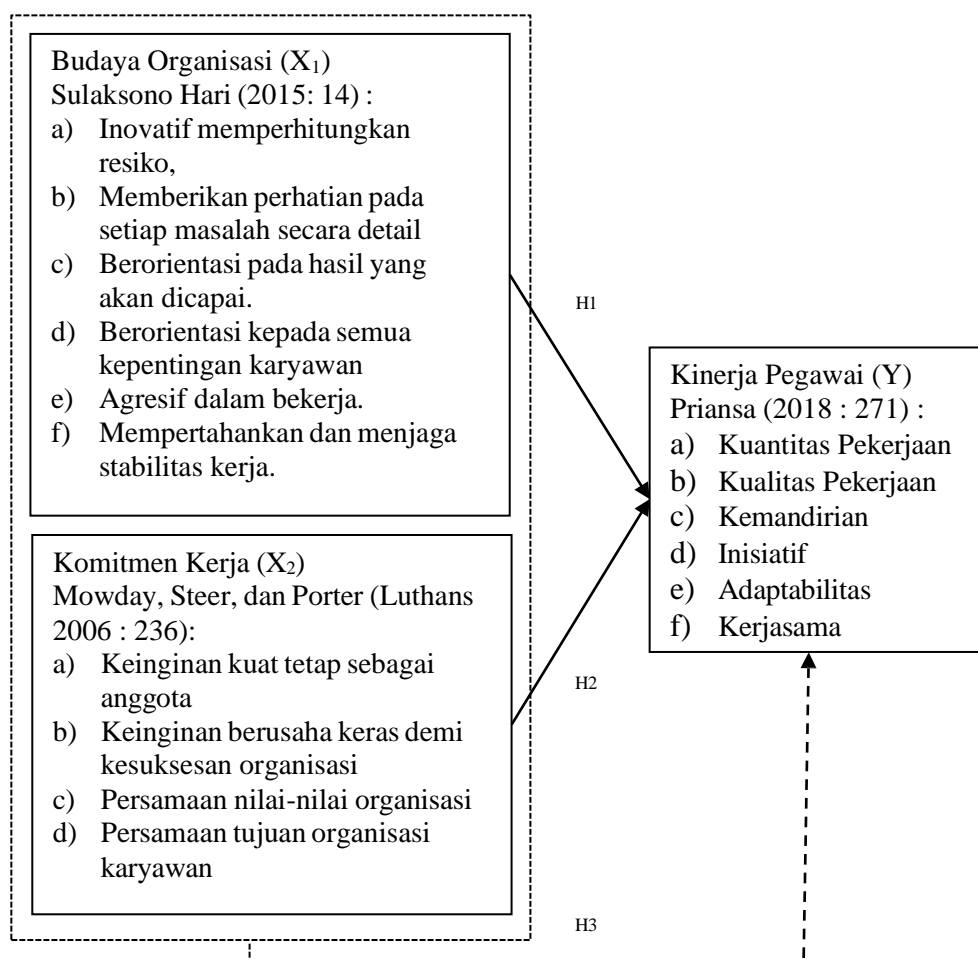 Budaya Organisasi (X₁)
Sulaksono Hari (2015: 14) :
a) Inovatif memperhitungkan
resiko,
b) Memberikan perhatian pada
setiap masalah secara detail
c) Berorientasi pada hasil yang
akan dicapai.
d) Berorientasi kepada semua
kepentingan karyawan
e) Agresif dalam bekerja.
f) Mempertahankan dan menjaga
stabilitas kerja.
H1
Kinerja Pegawai (Y)
Priansa (2018 : 271) :
a) Kuantitas Pekerjaan
b) Kualitas Pekerjaan
c) Kemandirian
d) Inisiatif
e) Adaptabilitas
f) Kerjasama
Komitmen Kerja (X₂)
Mowday, Steer, dan Porter (Luthans
2006 : 236):
a) Keinginan kuat tetap sebagai
anggota
b) Keinginan berusaha keras demi
kesuksesan organisasi
c) Persamaan nilai-nilai organisasi
d) Persamaan tujuan organisasi
karyawan
H2
H3